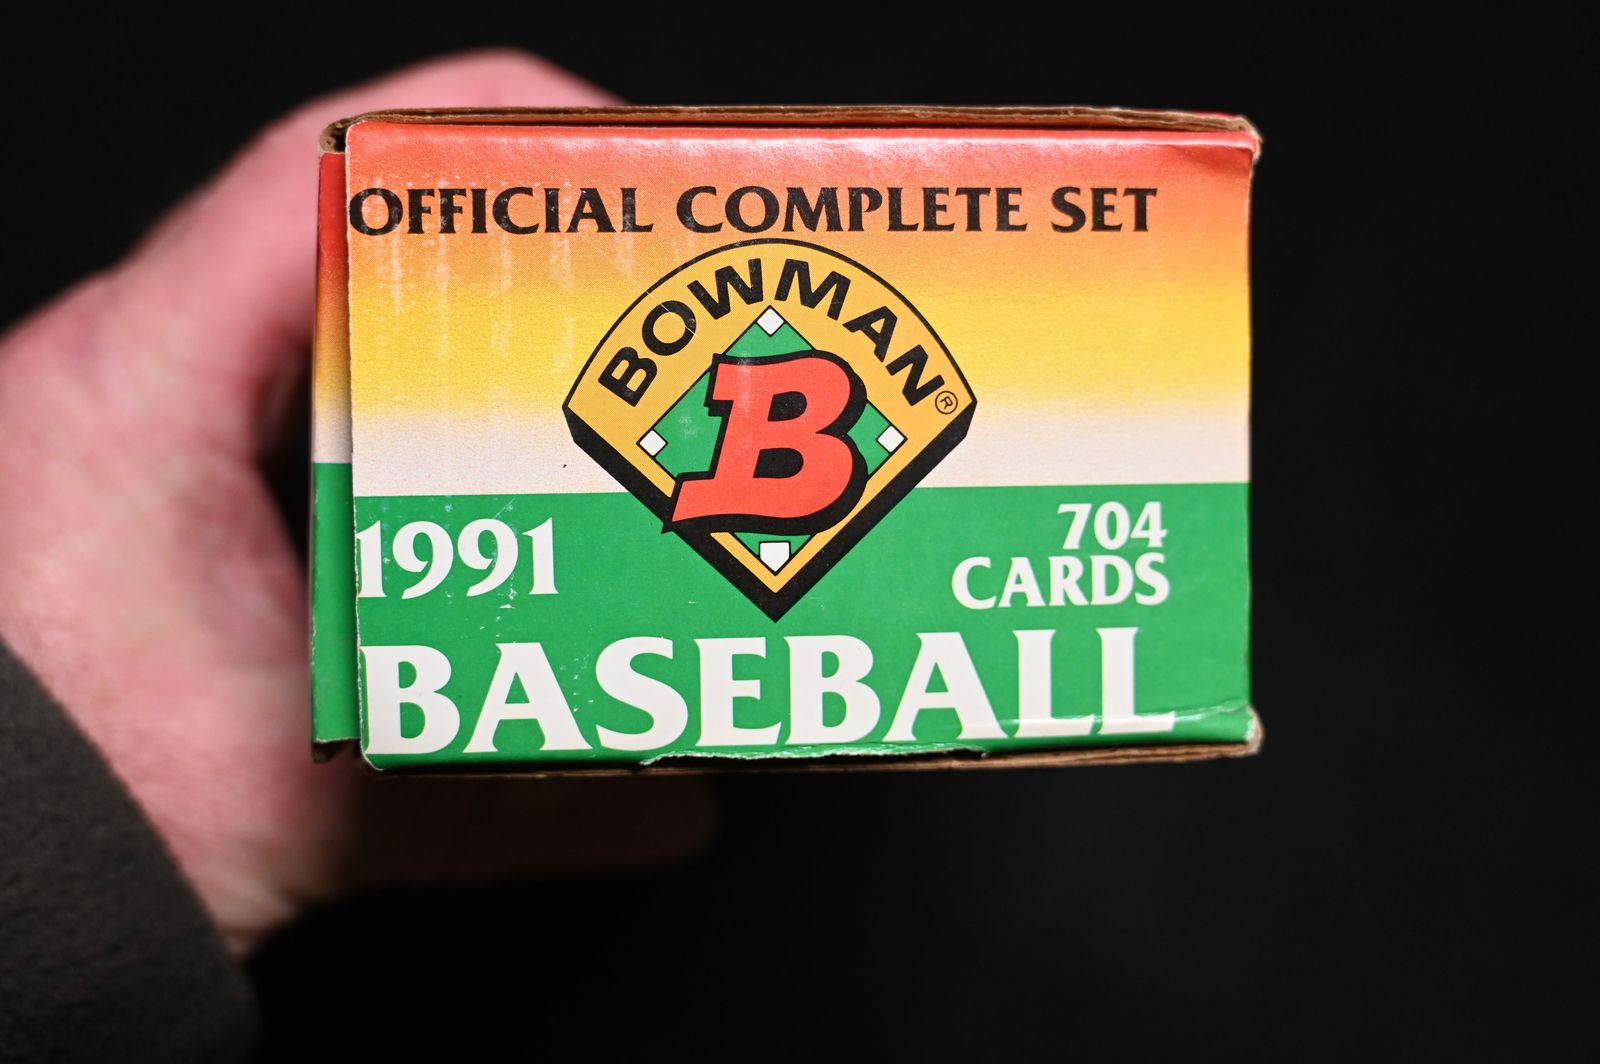 OFFICIAL COMPLETE SET
BOWMAN®
B
1991
704
CARDS
BASEBALL